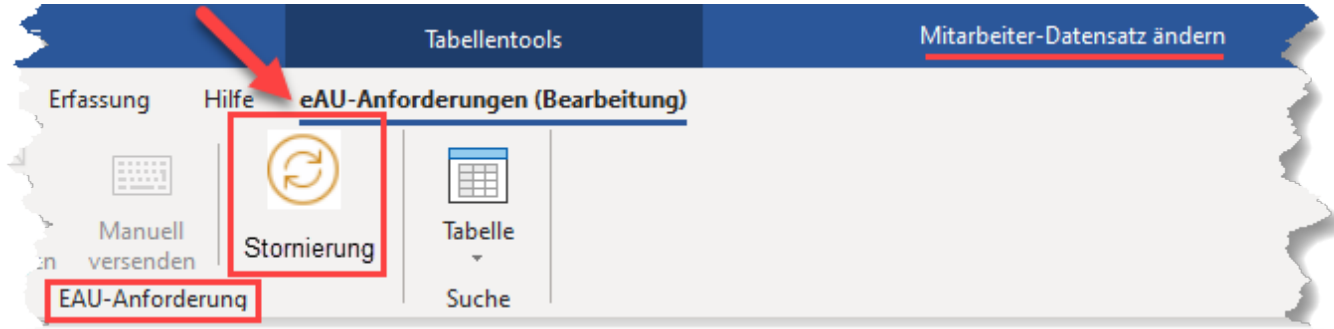 Tabellentools
Mitarbeiter-Datensatz ändern
Erfassung
Hilfe
eAU-Anforderungen (Bearbeitung)
Manuell
versenden
Stornierung
Tabelle
EAU-Anforderung
Suche